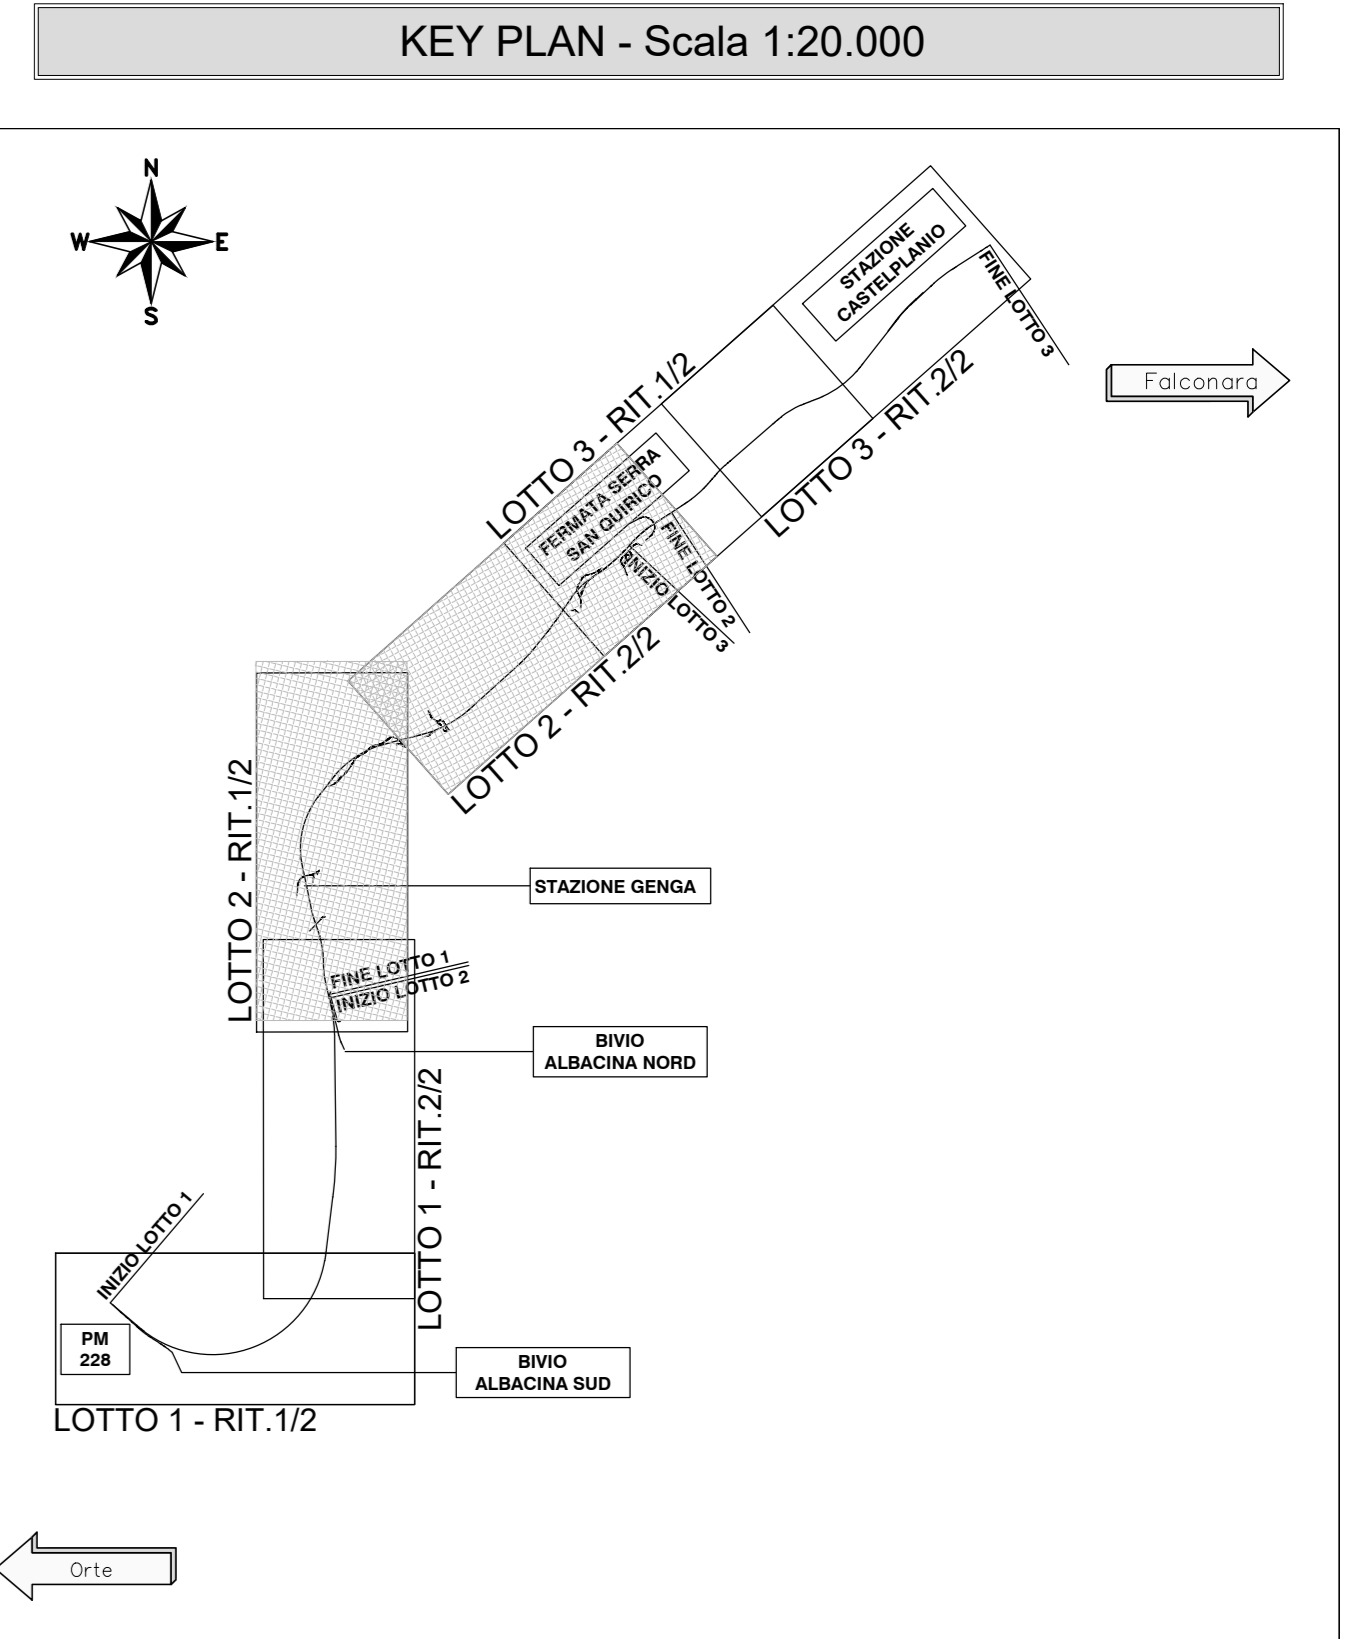 KEY PLAN - Scala 1:20.000
N
W
E
S
STAZIONE
CASTELPLANIO
FINE LOTTO 3
Falconara
LOTTO 3 - RIT.1/2
LOTTO 3 - RIT.2/2
FERMATA SERRA
SAN QUIRICO
FINE LOTTO 2
INIZIO LOTTO 3
LOTTO 2 - RIT.2/2
LOTTO 2 - RIT.1/2
STAZIONE GENGA
FINE LOTTO 1
INIZIO LOTTO 2
BIVIO
ALBACINA NORD
LOTTO 1 - RIT.2/2
INIZIO LOTTO 1
PM
228
BIVIO
ALBACINA SUD
LOTTO 1 - RIT.1/2
Orte